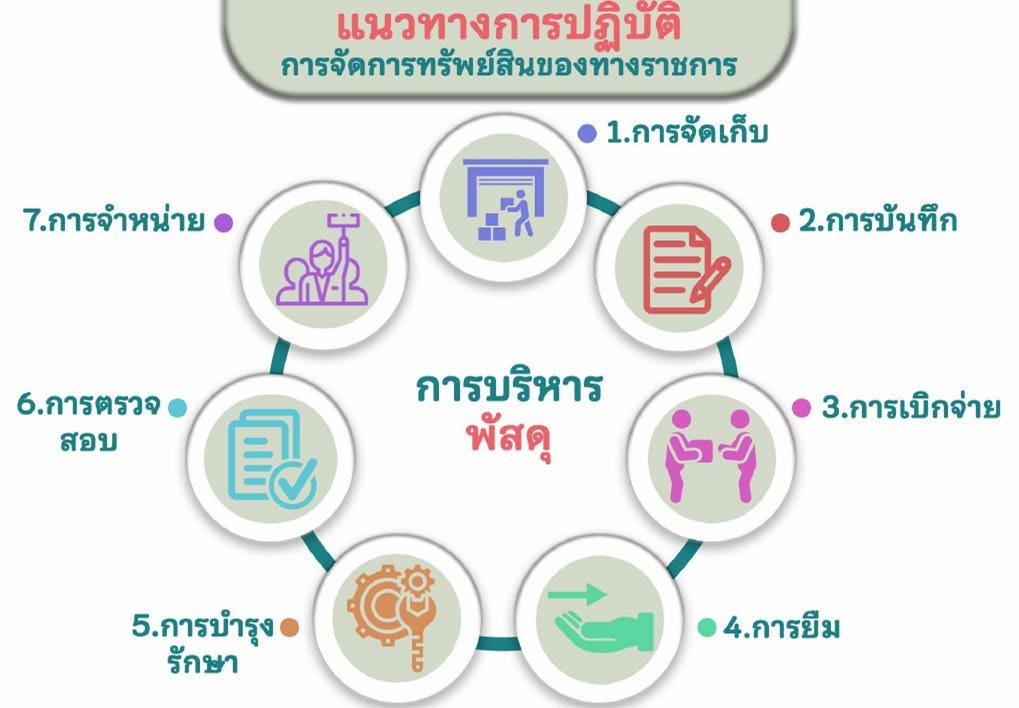 แนวทางการปฏิบัติ
การจัดการทรัพย์สินของทางราชการ
1.การจัดเก็บ
2.การบันทึก
3.การเบิกจ่าย
4.การยืม
5.การบำรุง
รักษา
6.การตรวจ
สอบ
7.การจำหน่าย
การบริหาร
พัสดุ